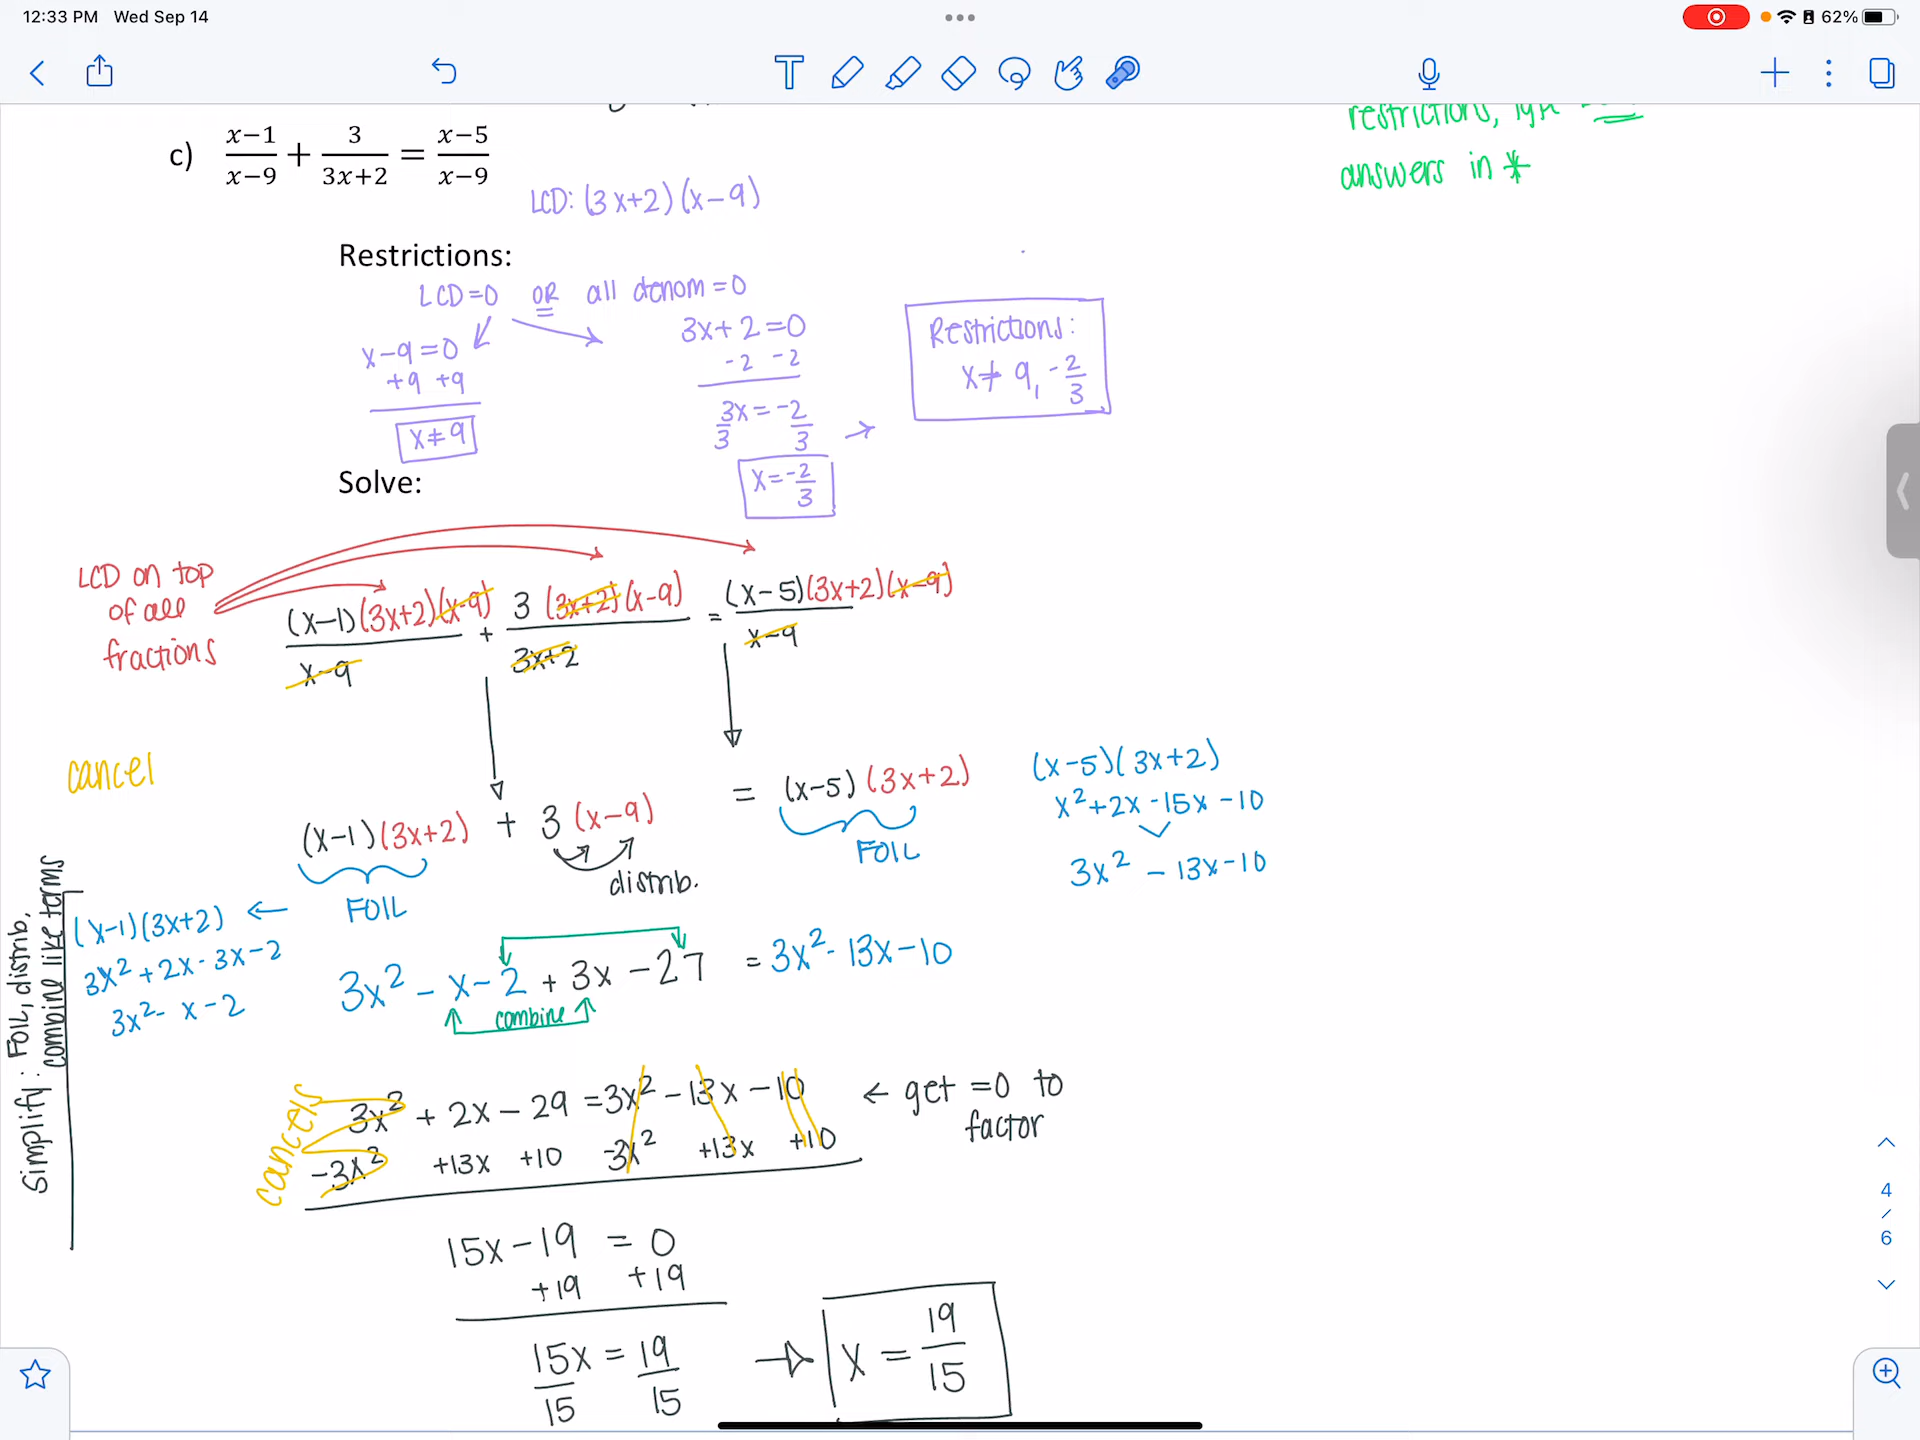 12:33 PM Wed Sep 14
62%
restrictions,
answers in *
c) x−1/x−9 + 3/3x+2 = x−5/x−9
LCD: (3x+2)(x−9)
Restrictions:
LCD=0 OR all denom=0
x−9=0
+9 +9
x≠9
3x+2=0
-2 -2
3x=-2
3 3
x=-2/3
Restrictions:
x≠9, -2/3
Solve:
LCD on top
of all
fractions
(x−1)(3x+2)(x−9)/x−9 + 3(3x+2)(x−9)/3x+2 = (x−5)(3x+2)(x−9)/x−9
cancel
(x−1)(3x+2) + 3(x−9) = (x−5)(3x+2)
FOIL
distrib.
FOIL
(x−5)(3x+2)
x²+2x−15x−10
3x²−13x−10
Simplify: FOIL, distrib,
combine like terms
(x−1)(3x+2) ←
3x²+2x−3x−2
3x²−x−2
3x²−x−2+3x−27 = 3x²−13x−10
combine
cancels
3x²+2x−29=3x²−13x−10
−3x² +13x +10 −3x² +13x +10
← get =0 to
factor
15x−19 = 0
+19 +19
15x = 19
15 15
→ x = 19/15
4
/
6